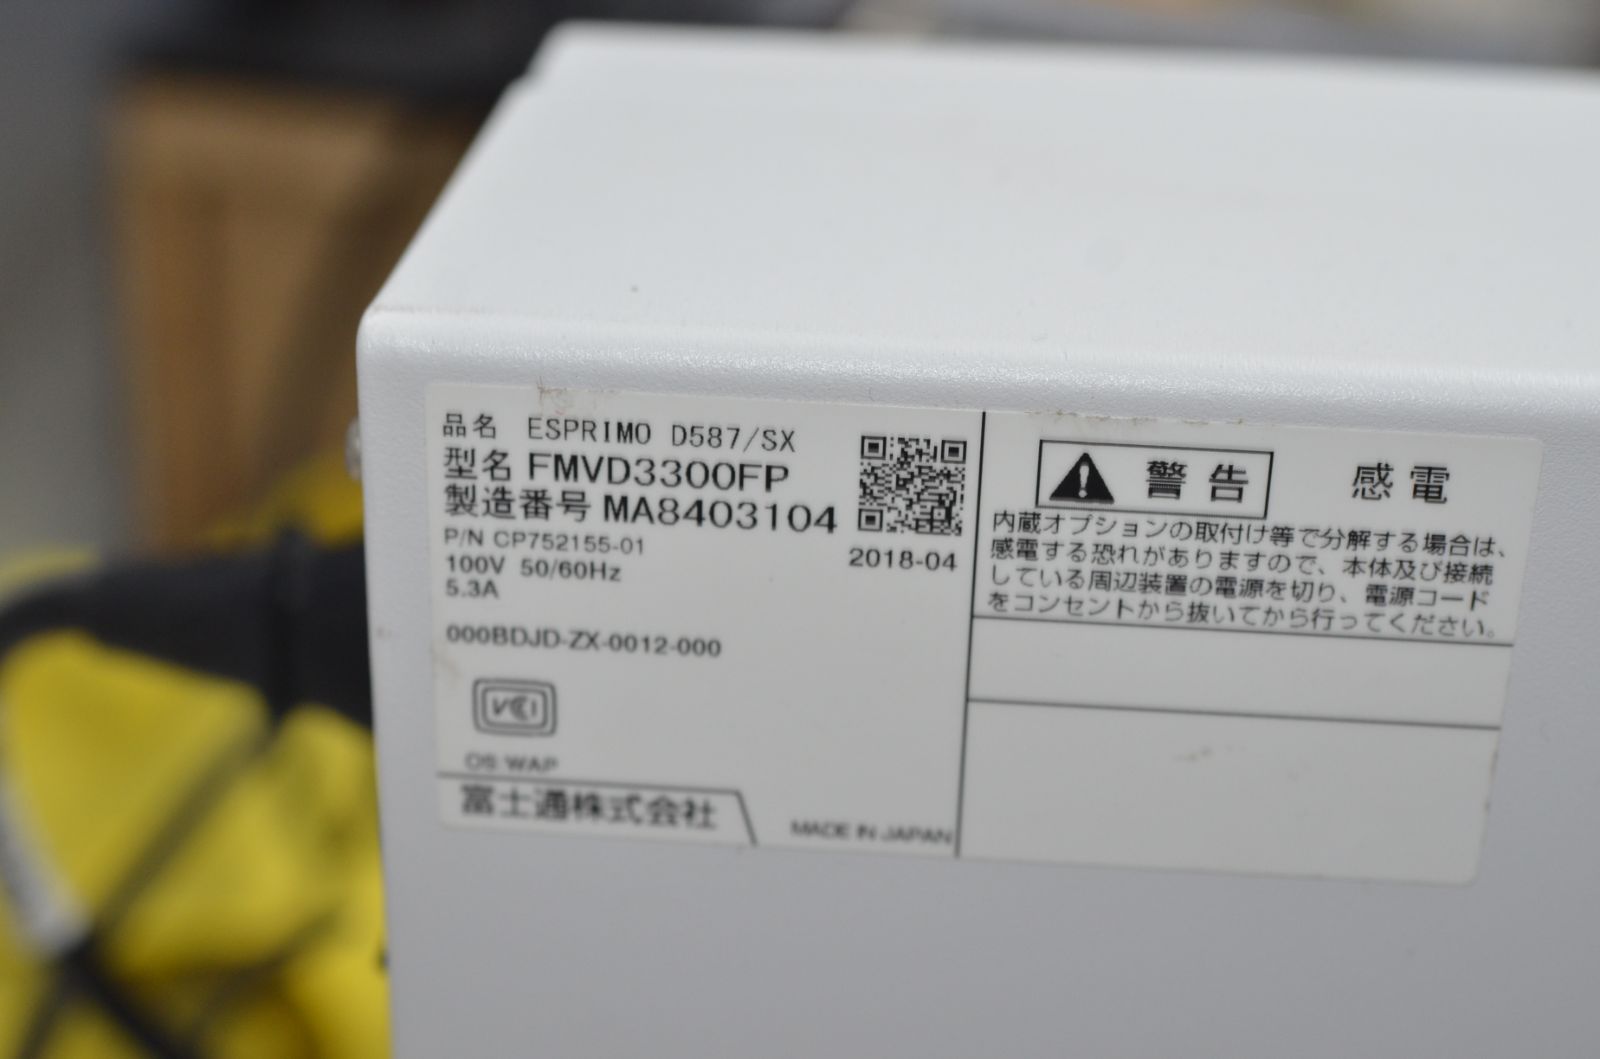 品名 ESPRIMO D587/SX
型名 FMVD3300FP
製造番号 MA8403104
P/N CP752155-01
100V 50/60Hz
5.3A
2018-04
000BDJD-ZX-0012-000
VCI
OS:WAP
富士通株式会社
MADE IN JAPAN
警告 感電
内蔵オプションの取付け等で分解する場合は、
感電する恐れがありますので、本体及び接続
している周辺装置の電源を切り、電源コード
をコンセントから抜いてから行ってください。